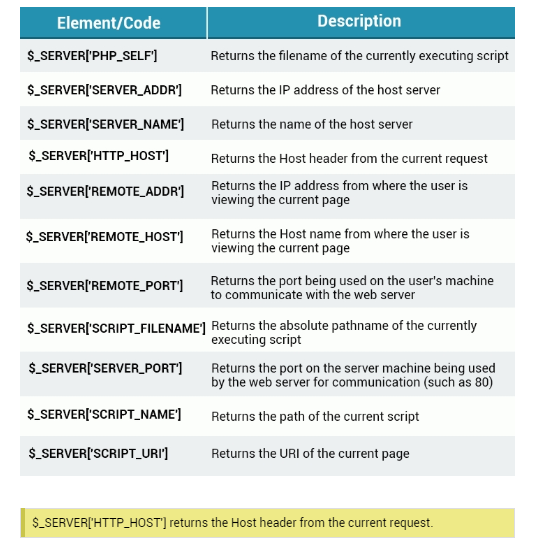 Element/Code Description
$_SERVER['PHP_SELF'] Returns the filename of the currently executing script
$_SERVER['SERVER_ADDR'] Returns the IP address of the host server
$_SERVER['SERVER_NAME'] Returns the name of the host server
$_SERVER['HTTP_HOST'] Returns the Host header from the current request
$_SERVER['REMOTE_ADDR'] Returns the IP address from where the user is
viewing the current page
$_SERVER['REMOTE_HOST'] Returns the Host name from where the user is
viewing the current page
$_SERVER['REMOTE_PORT'] Returns the port being used on the user's machine
to communicate with the web server
$_SERVER['SCRIPT_FILENAME'] Returns the absolute pathname of the currently
executing script
$_SERVER['SERVER_PORT'] Returns the port on the server machine being used
by the web server for communication (such as 80)
$_SERVER['SCRIPT_NAME'] Returns the path of the current script
$_SERVER['SCRIPT_URI'] Returns the URI of the current page
$_SERVER['HTTP_HOST'] returns the Host header from the current request.